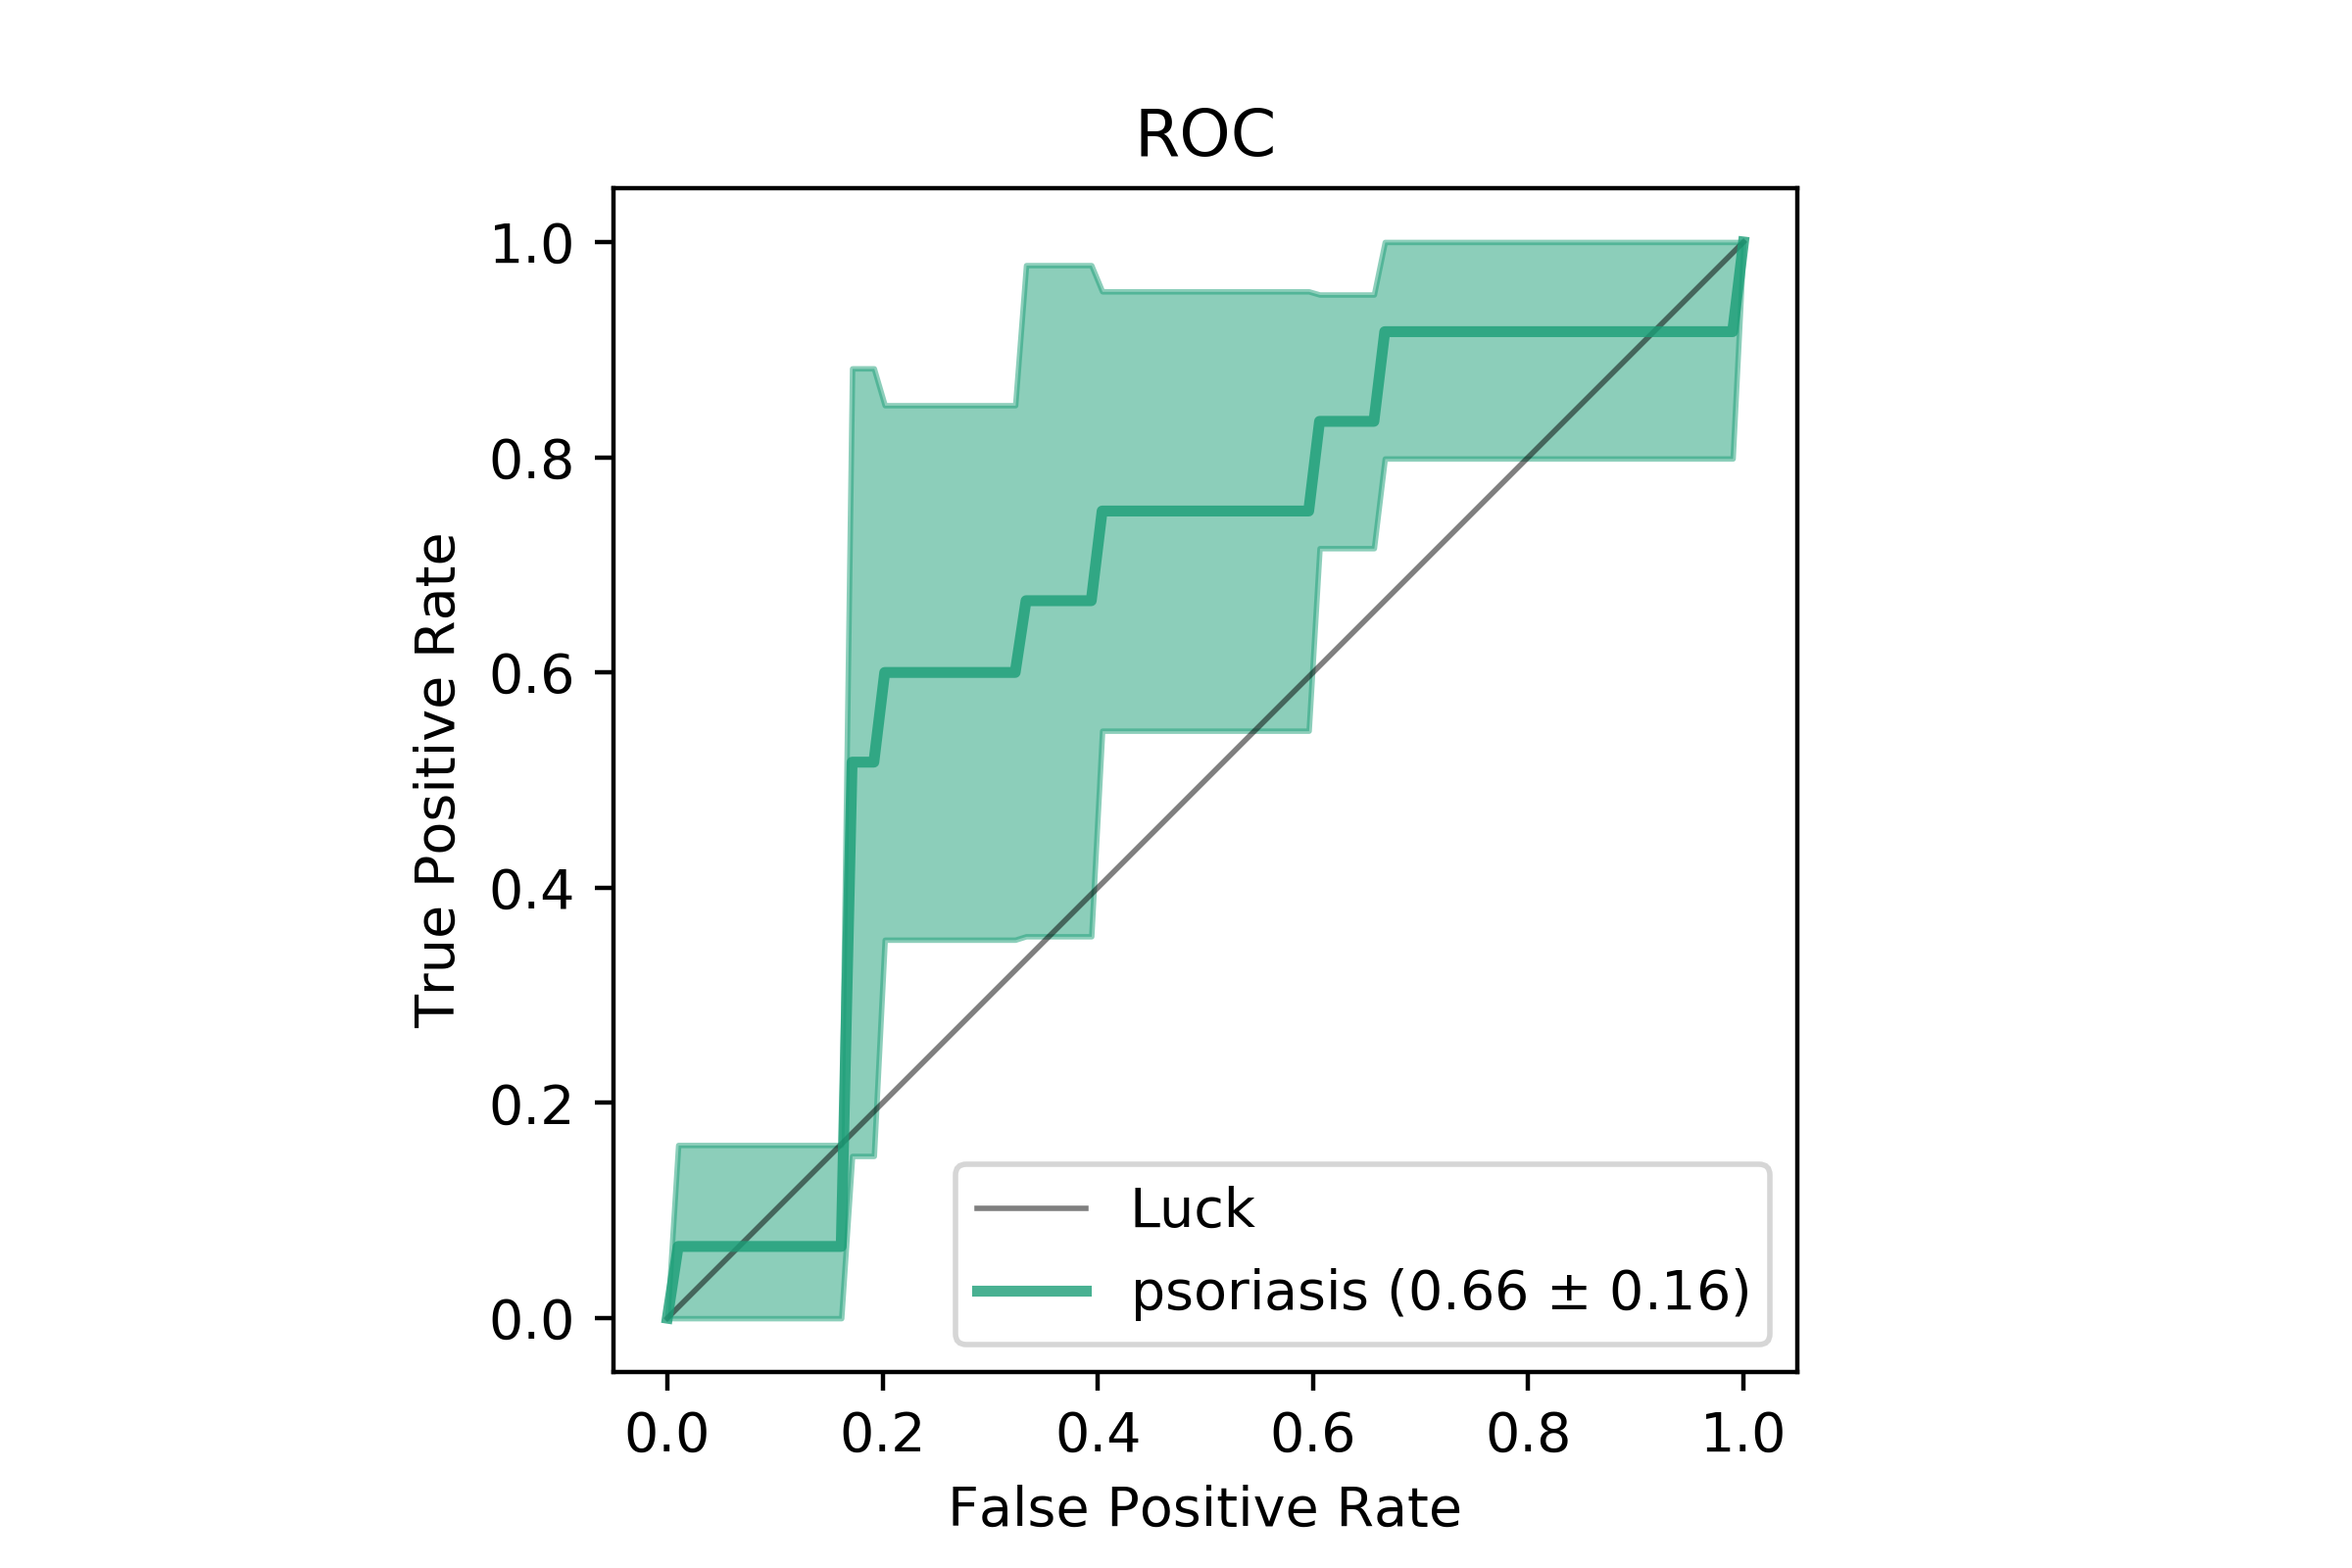 ROC
True Positive Rate
1.0
0.8
0.6
0.4
0.2
0.0
Luck
psoriasis (0.66 ± 0.16)
0.0 0.2 0.4 0.6 0.8 1.0
False Positive Rate